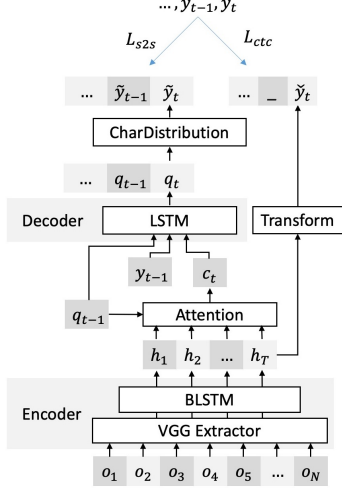 ..., y_{t-1}, y_t
L_{s2s} L_{ctc}
... ỹ_{t-1} ỹ_t ... _ y̌_t
CharDistribution
... q_{t-1} q_t
Decoder LSTM Transform
y_{t-1} c_t
q_{t-1} Attention
h_1 h_2 ... h_T
BLSTM
Encoder
VGG Extractor
o_1 o_2 o_3 o_4 o_5 ... o_N